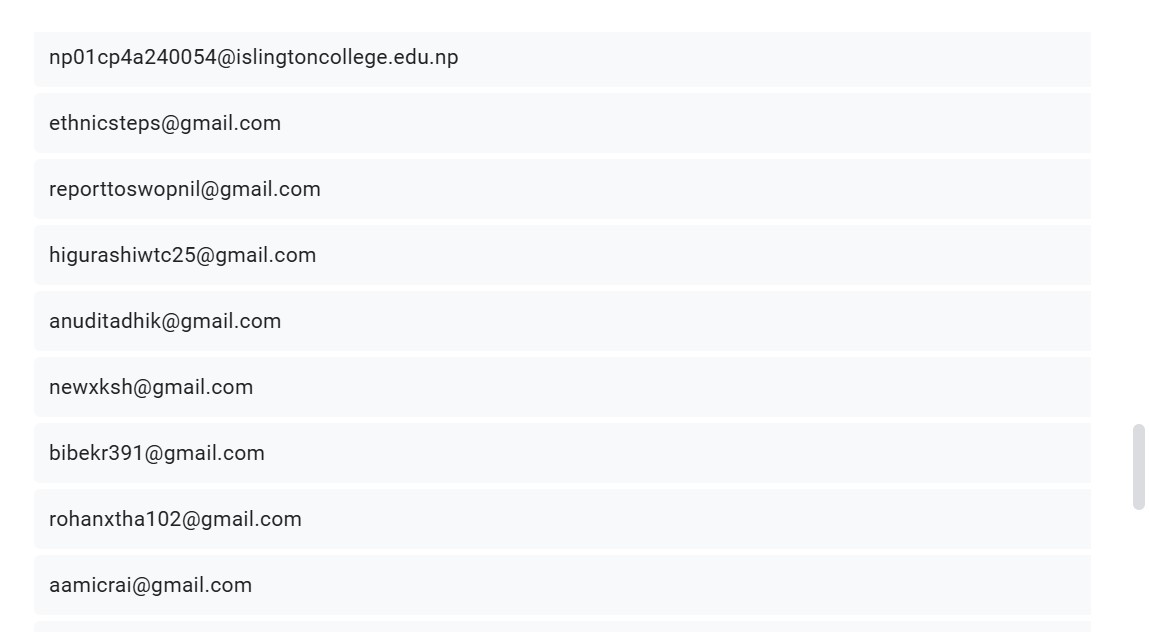 np01cp4a240054@islingtoncollege.edu.np
ethnicsteps@gmail.com
reporttoswopnil@gmail.com
higurashiwtc25@gmail.com
anuditadhik@gmail.com
newxksh@gmail.com
bibekr391@gmail.com
rohanxtha102@gmail.com
aamicrai@gmail.com